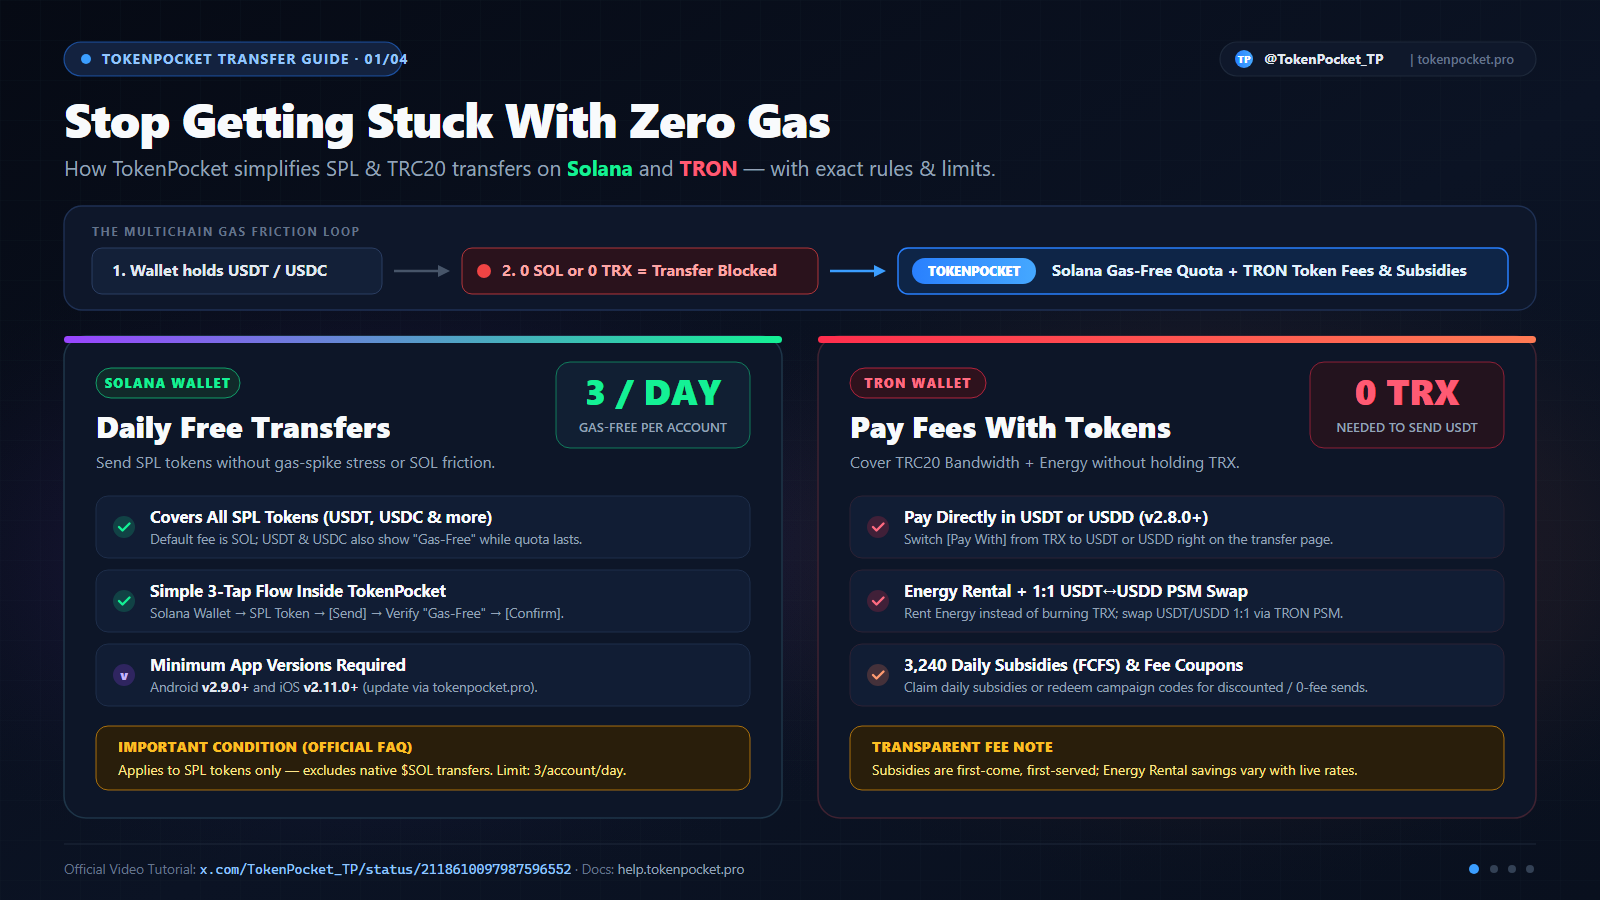 TOKENPOCKET TRANSFER GUIDE · 01/04
TP @TokenPocket_TP | tokenpocket.pro
Stop Getting Stuck With Zero Gas
How TokenPocket simplifies SPL & TRC20 transfers on Solana and TRON — with exact rules & limits.
THE MULTICHAIN GAS FRICTION LOOP
1. Wallet holds USDT / USDC
2. 0 SOL or 0 TRX = Transfer Blocked
TOKENPOCKET Solana Gas-Free Quota + TRON Token Fees & Subsidies
SOLANA WALLET
3 / DAY
GAS-FREE PER ACCOUNT
Daily Free Transfers
Send SPL tokens without gas-spike stress or SOL friction.
Covers All SPL Tokens (USDT, USDC & more)
Default fee is SOL; USDT & USDC also show "Gas-Free" while quota lasts.
Simple 3-Tap Flow Inside TokenPocket
Solana Wallet → SPL Token → [Send] → Verify "Gas-Free" → [Confirm].
v
Minimum App Versions Required
Android v2.9.0+ and iOS v2.11.0+ (update via tokenpocket.pro).
IMPORTANT CONDITION (OFFICIAL FAQ)
Applies to SPL tokens only — excludes native $SOL transfers. Limit: 3/account/day.
TRON WALLET
0 TRX
NEEDED TO SEND USDT
Pay Fees With Tokens
Cover TRC20 Bandwidth + Energy without holding TRX.
Pay Directly in USDT or USDD (v2.8.0+)
Switch [Pay With] from TRX to USDT or USDD right on the transfer page.
Energy Rental + 1:1 USDT↔USDD PSM Swap
Rent Energy instead of burning TRX; swap USDT/USDD 1:1 via TRON PSM.
3,240 Daily Subsidies (FCFS) & Fee Coupons
Claim daily subsidies or redeem campaign codes for discounted / 0-fee sends.
TRANSPARENT FEE NOTE
Subsidies are first-come, first-served; Energy Rental savings vary with live rates.
Official Video Tutorial: x.com/TokenPocket_TP/status/2118610097987596552 · Docs: help.tokenpocket.pro